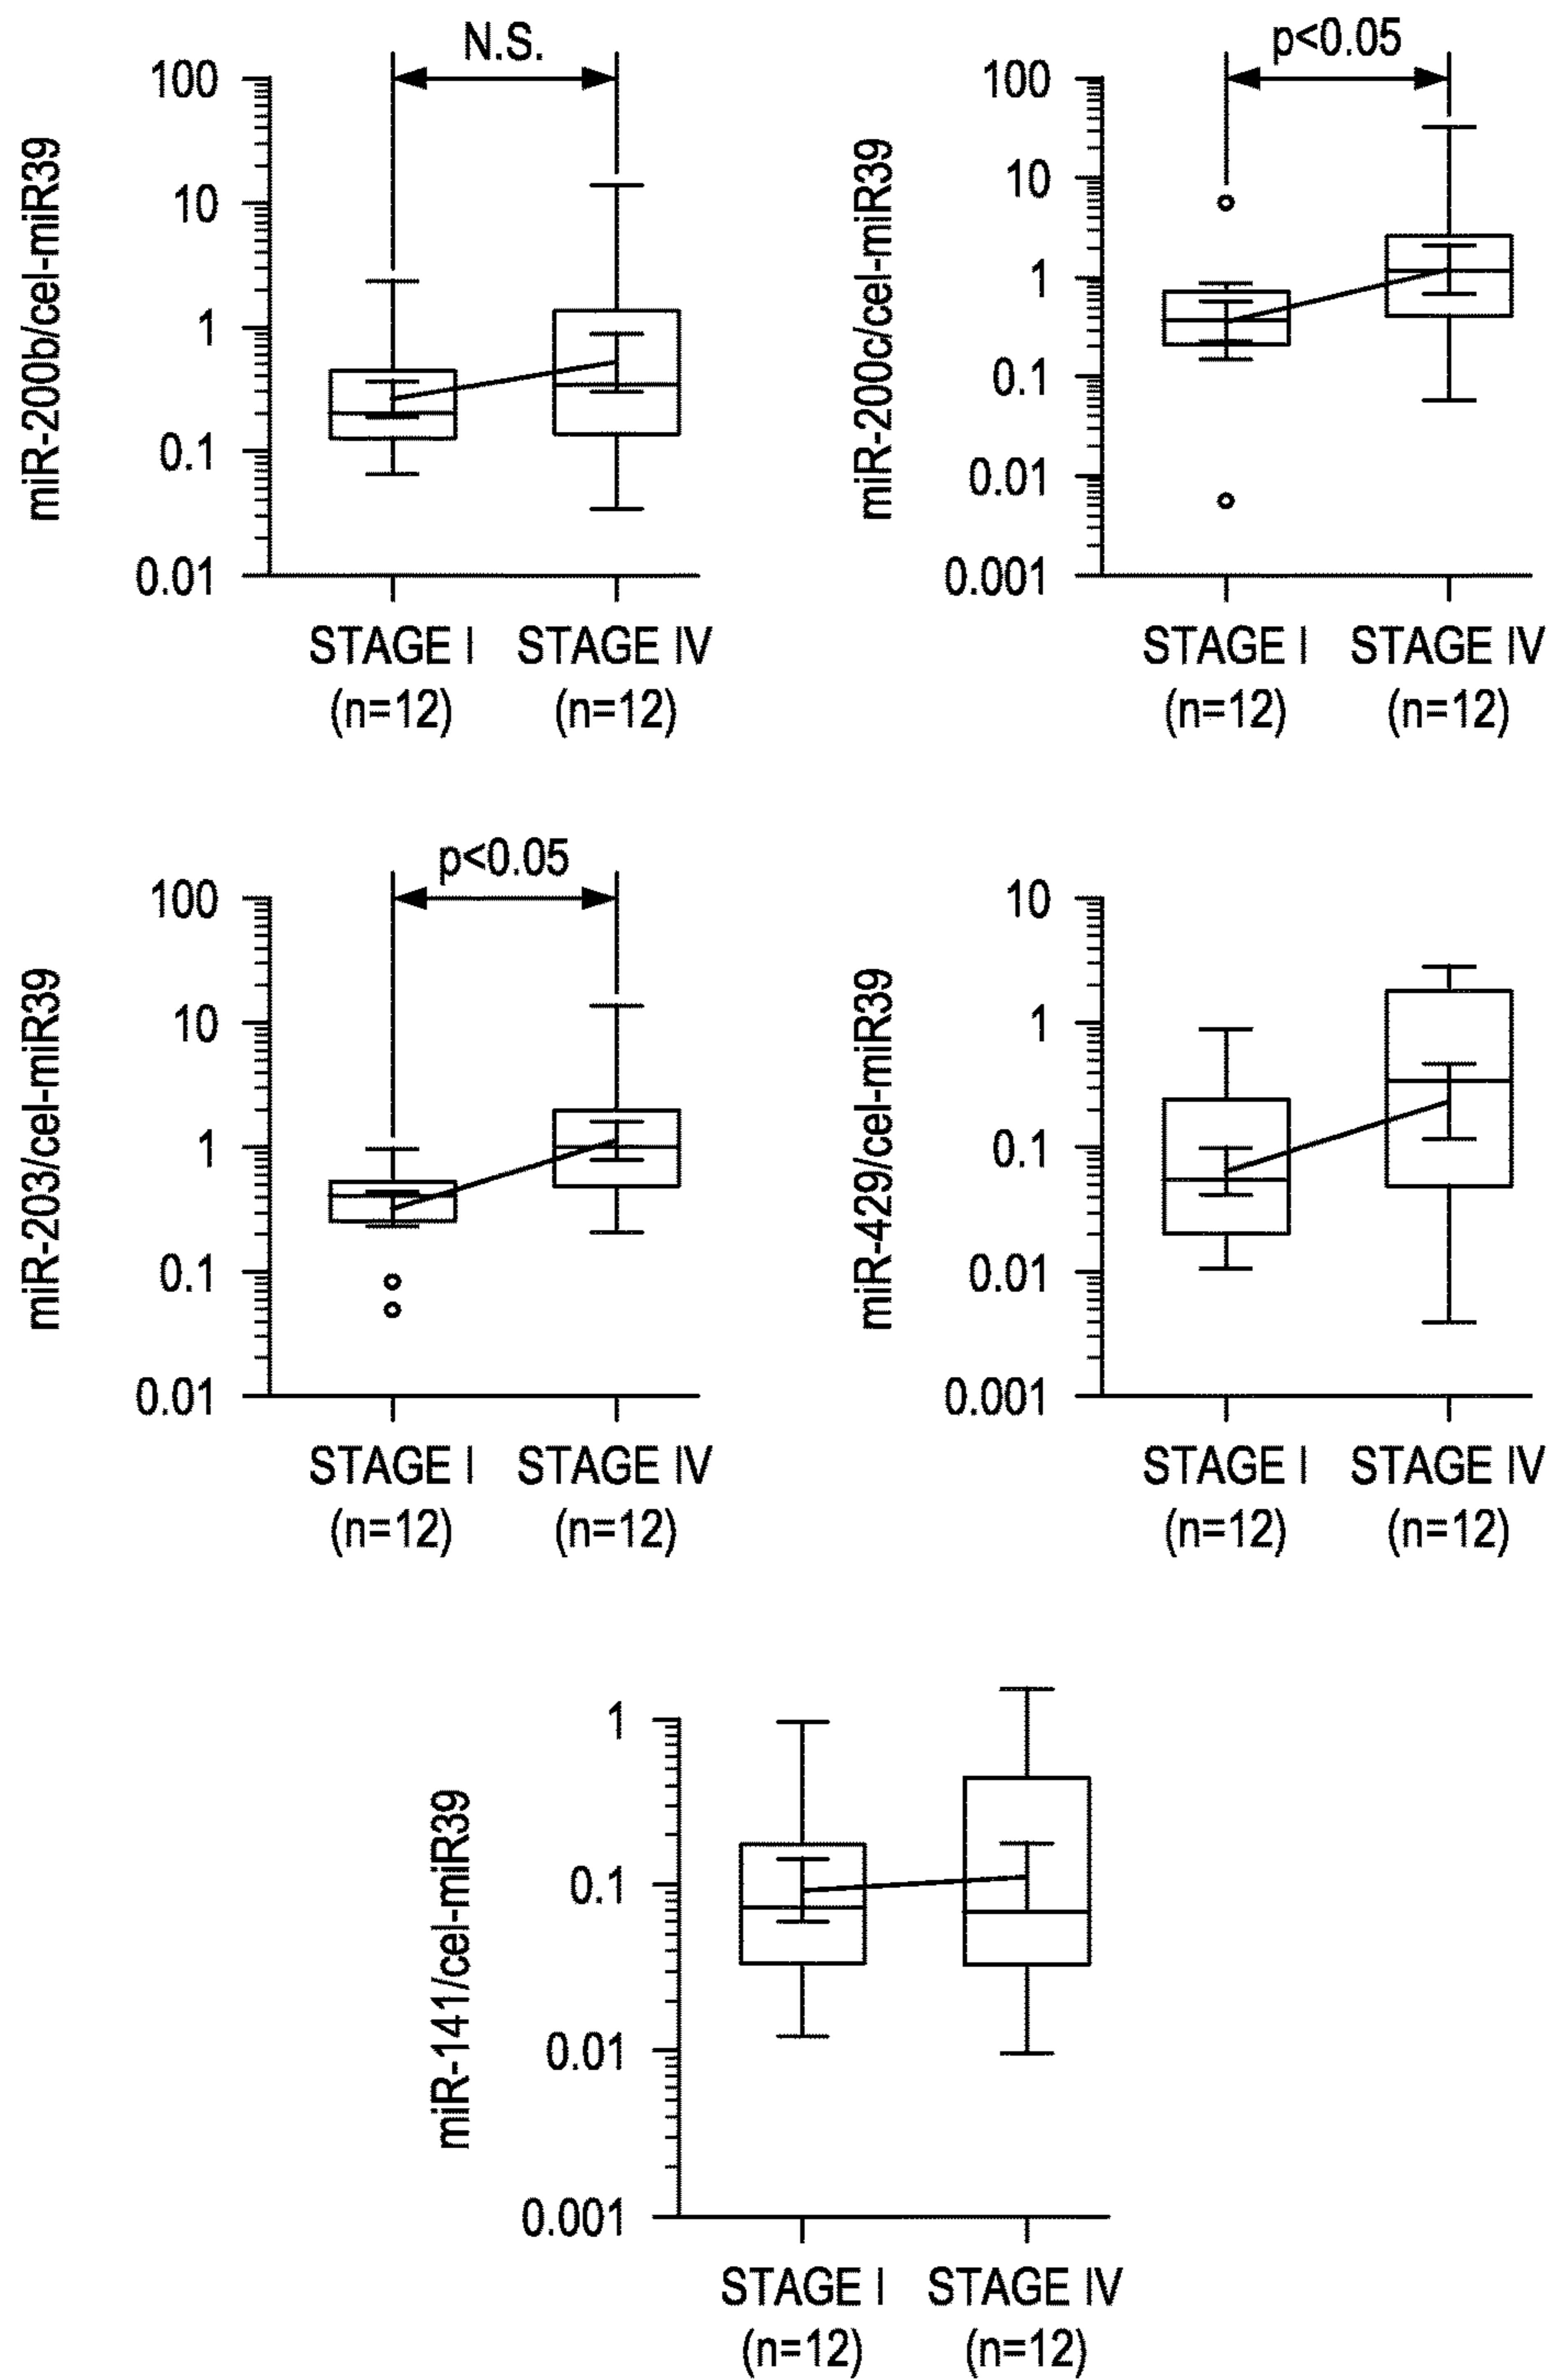 N.S.
miR-200b/cel-miR39
100
10
1
0.1
0.01
STAGE I STAGE IV
(n=12) (n=12)
p<0.05
miR-200c/cel-miR39
100
10
1
0.1
0.01
0.001
STAGE I STAGE IV
(n=12) (n=12)
p<0.05
miR-203/cel-miR39
100
10
1
0.1
0.01
STAGE I STAGE IV
(n=12) (n=12)
miR-429/cel-miR39
10
1
0.1
0.01
0.001
STAGE I STAGE IV
(n=12) (n=12)
miR-141/cel-miR39
1
0.1
0.01
0.001
STAGE I STAGE IV
(n=12) (n=12)